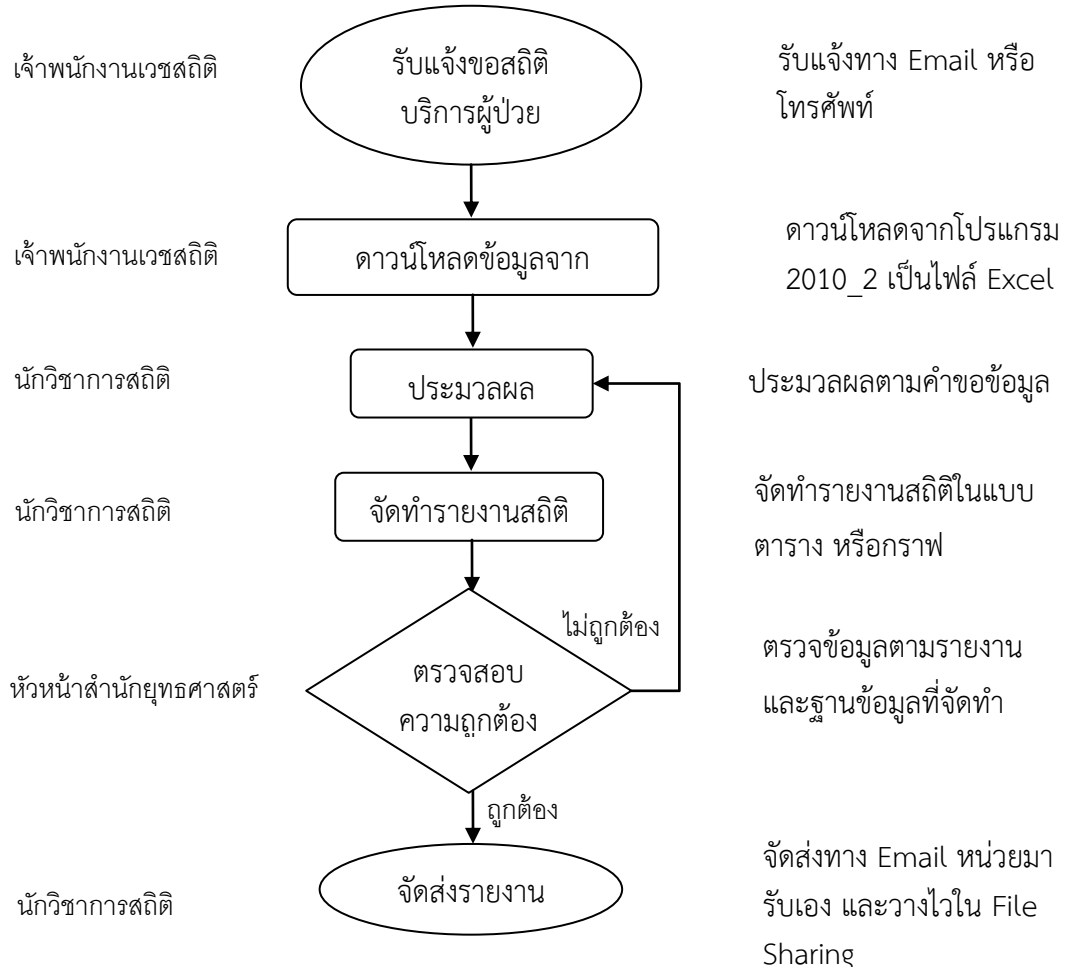 เจ้าพนักงานเวชสถิติ
รับแจ้งขอสถิติ
บริการผู้ป่วย
รับแจ้งทาง Email หรือ
โทรศัพท์
เจ้าพนักงานเวชสถิติ
ดาวน์โหลดข้อมูลจาก
ดาวน์โหลดจากโปรแกรม
2010_2 เป็นไฟล์ Excel
นักวิชาการสถิติ
ประมวลผล
ประมวลผลตามคำขอข้อมูล
นักวิชาการสถิติ
จัดทำรายงานสถิติ
จัดทำรายงานสถิติในแบบ
ตาราง หรือกราฟ
ไม่ถูกต้อง
หัวหน้าสำนักยุทธศาสตร์
ตรวจสอบ
ความถูกต้อง
ตรวจข้อมูลตามรายงาน
และฐานข้อมูลที่จัดทำ
ถูกต้อง
นักวิชาการสถิติ
จัดส่งรายงาน
จัดส่งทาง Email หน่วยมา
รับเอง และวางไวใน File
Sharing